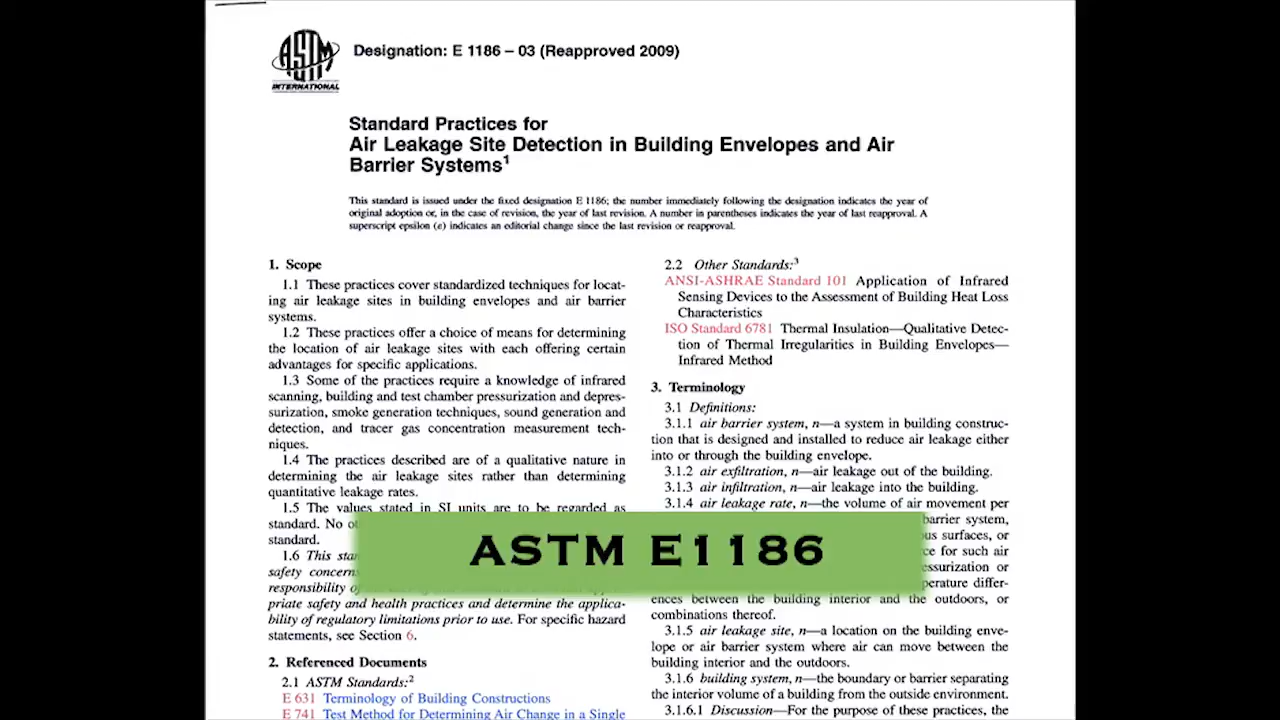 ASTM
INTERNATIONAL
Designation: E 1186 – 03 (Reapproved 2009)
Standard Practices for
Air Leakage Site Detection in Building Envelopes and Air
Barrier Systems1
This standard is issued under the fixed designation E 1186; the number immediately following the designation indicates the year of
original adoption or, in the case of revision, the year of last revision. A number in parentheses indicates the year of last reapproval. A
superscript epsilon (e) indicates an editorial change since the last revision or reapproval.
1. Scope
1.1 These practices cover standardized techniques for locat-
ing air leakage sites in building envelopes and air barrier
systems.
1.2 These practices offer a choice of means for determining
the location of air leakage sites with each offering certain
advantages for specific applications.
1.3 Some of the practices require a knowledge of infrared
scanning, building and test chamber pressurization and depres-
surization, smoke generation techniques, sound generation and
detection, and tracer gas concentration measurement tech-
niques.
1.4 The practices described are of a qualitative nature in
determining the air leakage sites rather than determining
quantitative leakage rates.
1.5 The values stated in SI units are to be regarded as
standard. No
standard.
1.6 This
safety
responsibility
priate safety and health practices and determine the applica-
bility of regulatory limitations prior to use. For specific hazard
statements, see Section 6.
2. Referenced Documents
2.1 ASTM Standards:2
E 631 Terminology of Building Constructions
E 741 Test Method for Determining Air Change in a Single
2.2 Other Standards:3
ANSI-ASHRAE Standard 101 Application of Infrared
Sensing Devices to the Assessment of Building Heat Loss
Characteristics
ISO Standard 6781 Thermal Insulation—Qualitative Detec-
tion of Thermal Irregularities in Building Envelopes—
Infrared Method
3. Terminology
3.1 Definitions:
3.1.1 air barrier system, n—a system in building construc-
tion that is designed and installed to reduce air leakage either
into or through the building envelope.
3.1.2 air exfiltration, n—air leakage out of the building.
3.1.3 air infiltration, n—air leakage into the building.
3.1.4 air leakage rate, n—the volume of air movement per
barrier system,
surfaces, or
for such air
or
differ-
ences between the building interior and the outdoors, or
combinations thereof.
3.1.5 air leakage site, n—a location on the building enve-
lope or air barrier system where air can move between the
building interior and the outdoors.
3.1.6 building system, n—the boundary or barrier separating
the interior volume of a building from the outside environment.
3.1.6.1 Discussion—For the purpose of these practices, the
ASTM E1186